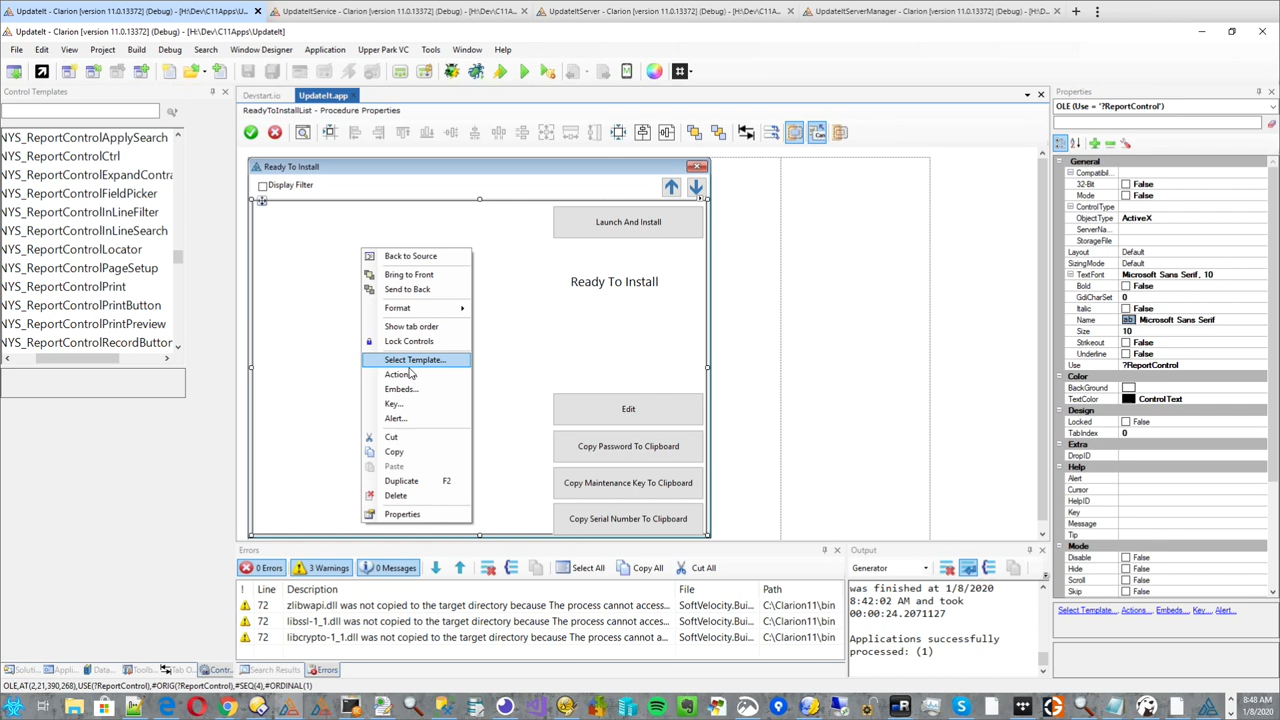 UpdateIt - Clarion [version 11.0.13372] (Debug) - [H:\Dev\C11Apps\U...
UpdateItService - Clarion [version 11.0.13372] (Debug) - [H:\Dev\C11Apps\...
UpdateItServer - Clarion [version 11.0.13372] (Debug) - [H:\Dev\C11Apps\U...
UpdateItServerManager - Clarion [version 11.0.13372] (Debug) - [H:\Dev\C...
UpdateIt - Clarion [version 11.0.13372] (Debug) - [H:\Dev\C11Apps\UpdateIt]
File Edit View Project Build Debug Search Window Designer Application Upper Park VC Tools Window Help
Control Templates
NYS_ReportControlApplySearch
NYS_ReportControlCtrl
NYS_ReportControlExpandContra
NYS_ReportControlFieldPicker
NYS_ReportControlInLineFilter
NYS_ReportControlInLineSearch
NYS_ReportControlLocator
NYS_ReportControlPageSetup
NYS_ReportControlPrint
NYS_ReportControlPrintButton
NYS_ReportControlPrintPreview
NYS_ReportControlRecordButton
Devstart.io UpdateIt.app
ReadyToInstallList - Procedure Properties
Ready To Install
Display Filter
Launch And Install
Ready To Install
Edit
Copy Password To Clipboard
Copy Maintenance Key To Clipboard
Copy Serial Number To Clipboard
Back to Source
Bring to Front
Send to Back
Format
Show tab order
Lock Controls
Select Template...
Action
Embeds...
Key...
Alert...
Cut
Copy
Paste
Duplicate F2
Delete
Properties
Properties
OLE (Use = '?ReportControl')
General
Compatibil...
32-Bit False
Mode False
ControlType
ObjectType ActiveX
ServerNa...
StorageFile
Layout Default
SizingMode Default
TextFont Microsoft Sans Serif, 10
Bold False
GdiCharSet 0
Italic False
Name ab Microsoft Sans Serif
Size 10
Strikeout False
Underline False
Use ?ReportControl
Color
BackGround
TextColor ControlText
Design
Locked False
TabIndex 0
Extra
DropID
Help
Alert
Cursor
HelpID
Key
Message
Tip
Mode
Disable False
Hide False
Scroll False
Skip False
Select Template... Actions... Embeds... Key... Alert...
Errors
0 Errors 3 Warnings 0 Messages Select All Copy All Cut All
! Line Description File Path
72 zlibwapi.dll was not copied to the target directory because The process cannot access... SoftVelocity.Bui... C:\Clarion11\bin
72 libssl-1_1.dll was not copied to the target directory because The process cannot acces... SoftVelocity.Bui... C:\Clarion11\bin
72 libcrypto-1_1.dll was not copied to the target directory because The process cannot a... SoftVelocity.Bui... C:\Clarion11\bin
Output
Generator
was finished at 1/8/2020
8:42:02 AM and took
00:00:24.2071127
Applications successfully
processed: (1)
Soluti... Appli... Data... Toolb... Tab O... Contr... Search Results Errors
OLE,AT(2,21,390,268),USE(?ReportControl),#ORIG(?ReportControl),#SEQ(4),#ORDINAL(1)
8:48 AM
1/8/2020